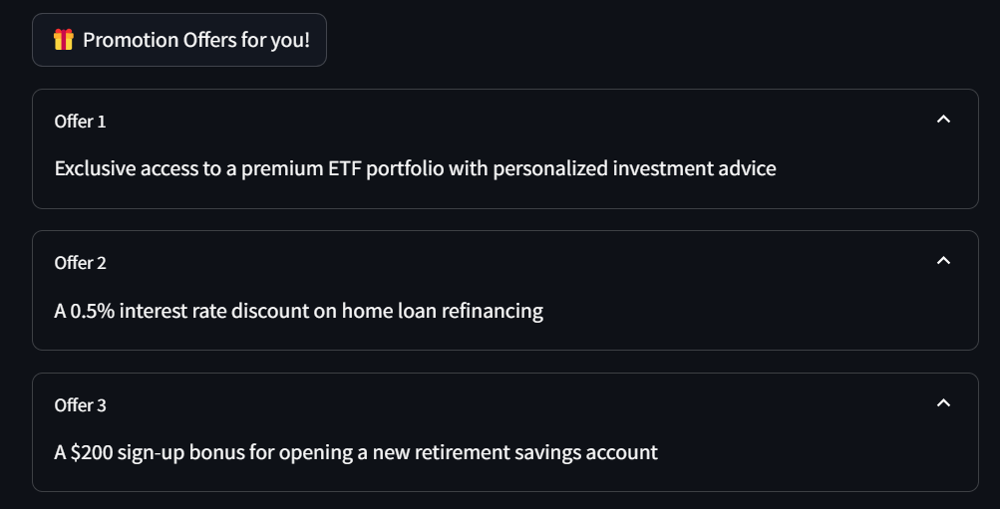 🎁 Promotion Offers for you!
Offer 1
Exclusive access to a premium ETF portfolio with personalized investment advice
Offer 2
A 0.5% interest rate discount on home loan refinancing
Offer 3
A $200 sign-up bonus for opening a new retirement savings account